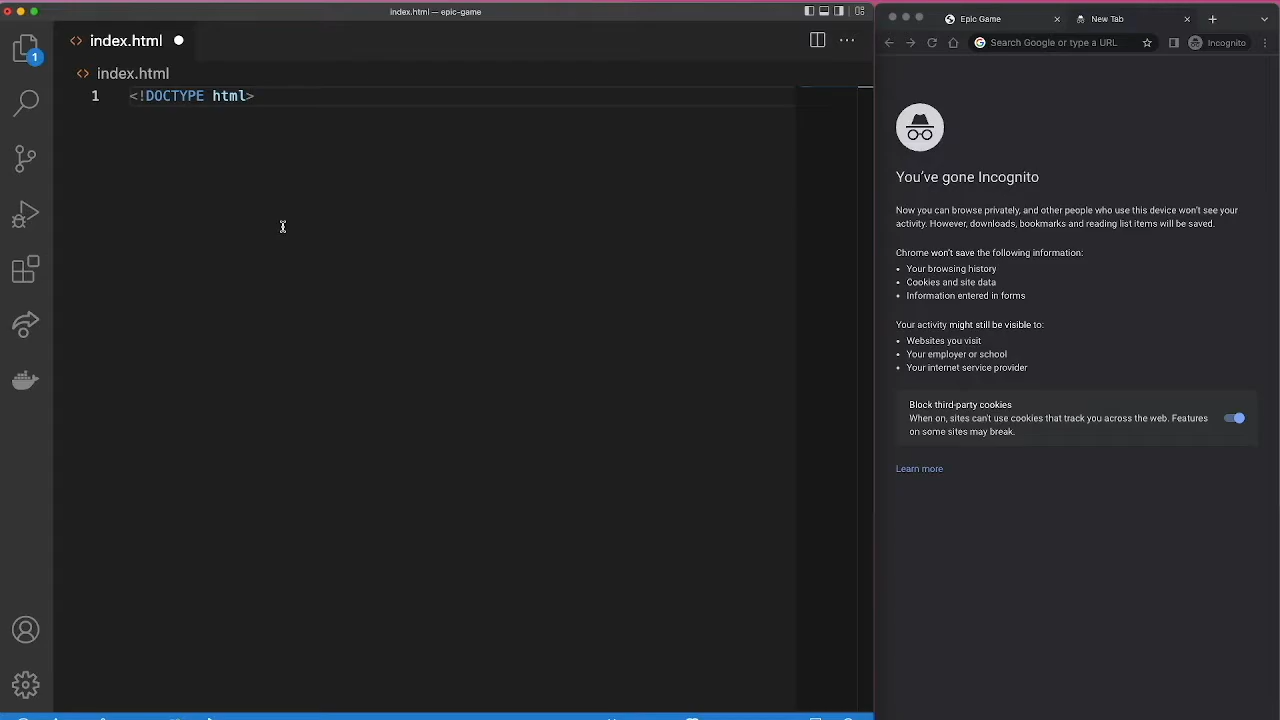 index.html — epic-game
index.html
1
index.html
1
<!DOCTYPE html>
Epic Game
New Tab
Search Google or type a URL
Incognito
You've gone Incognito
Now you can browse privately, and other people who use this device won't see your
activity. However, downloads, bookmarks and reading list items will be saved.
Chrome won't save the following information:
• Your browsing history
• Cookies and site data
• Information entered in forms
Your activity might still be visible to:
• Websites you visit
• Your employer or school
• Your internet service provider
Block third-party cookies
When on, sites can't use cookies that track you across the web. Features
on some sites may break.
Learn more